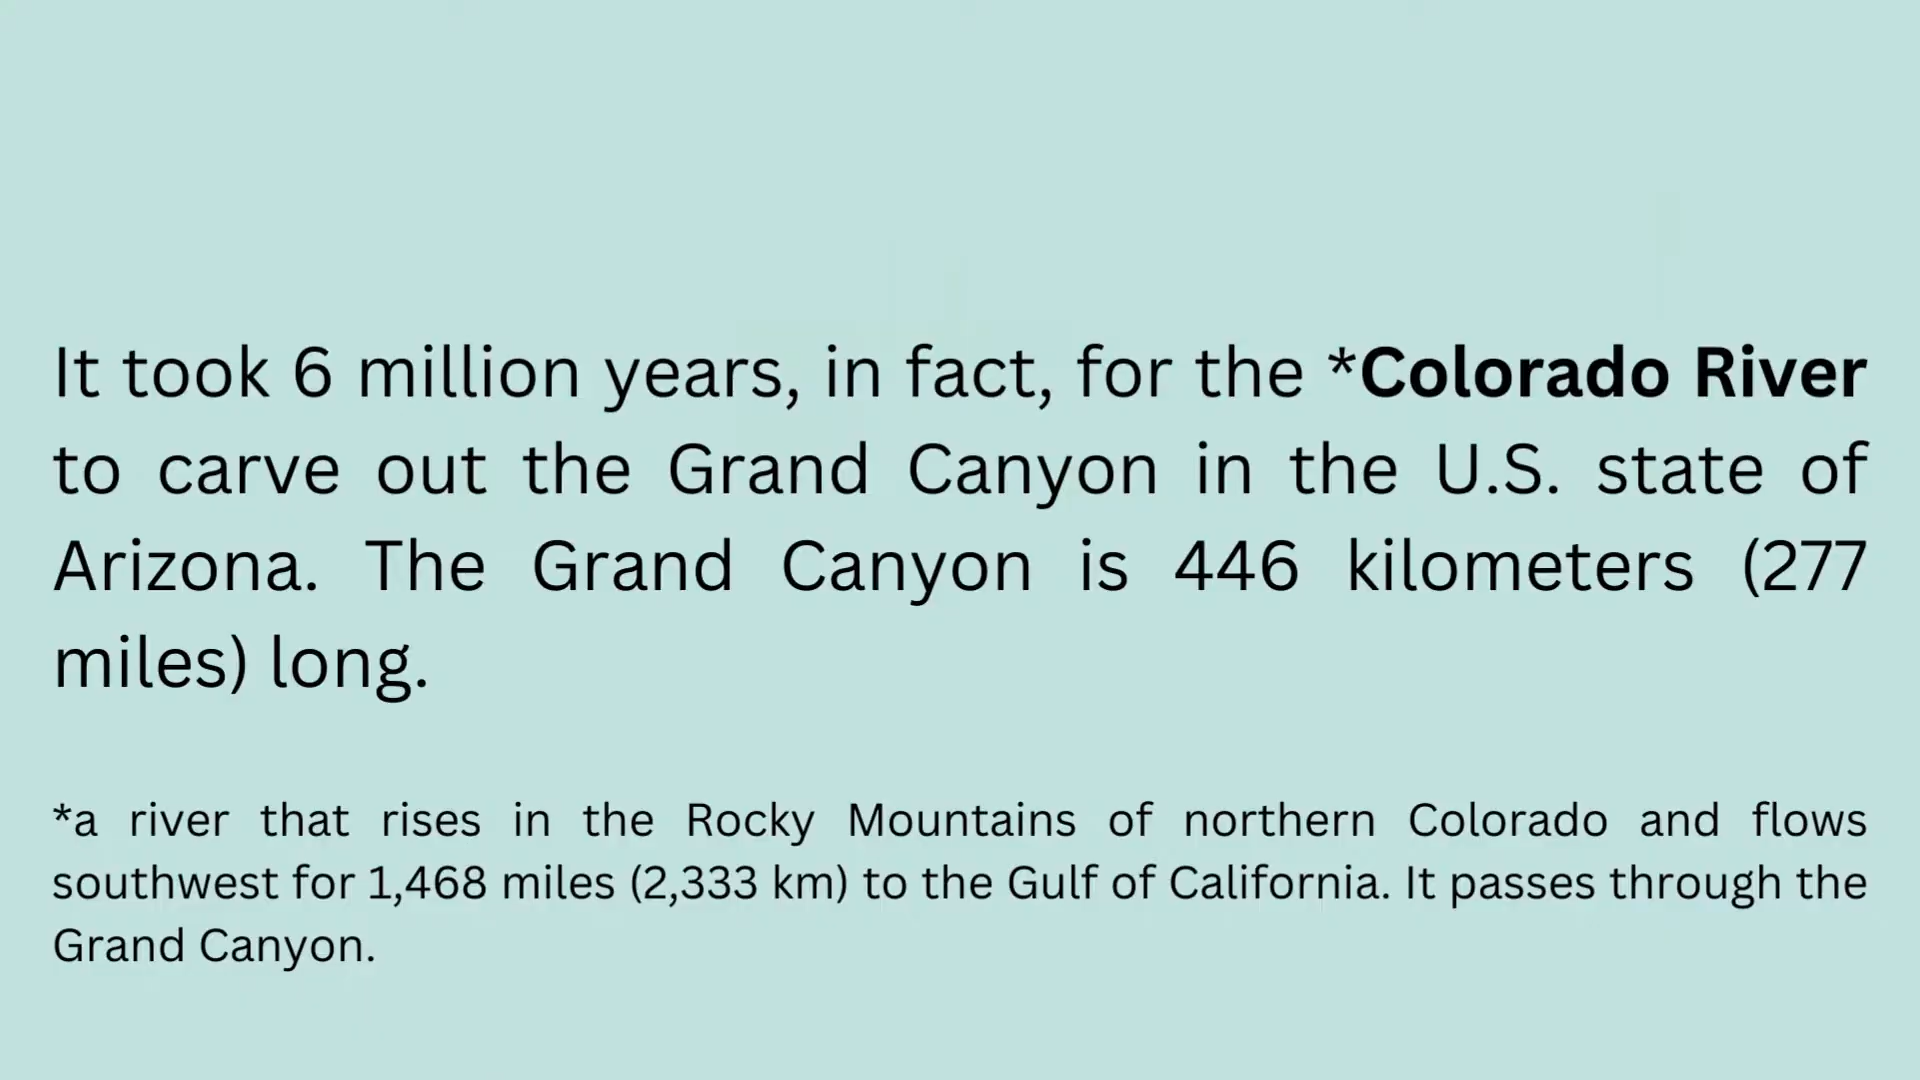 It took 6 million years, in fact, for the *Colorado River
to carve out the Grand Canyon in the U.S. state of
Arizona. The Grand Canyon is 446 kilometers (277
miles) long.
*a river that rises in the Rocky Mountains of northern Colorado and flows
southwest for 1,468 miles (2,333 km) to the Gulf of California. It passes through the
Grand Canyon.